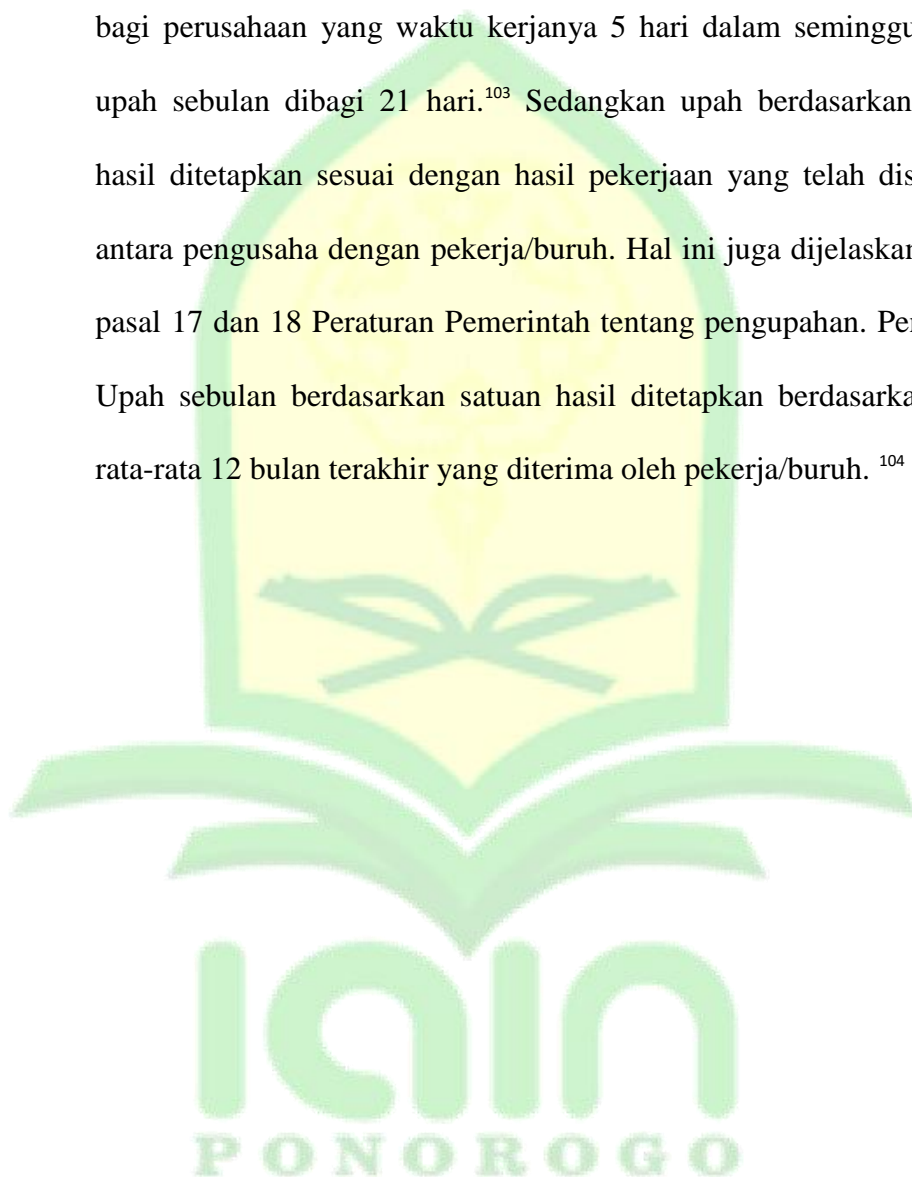 bagi perusahaan yang waktu kerjanya 5 hari dalam seminggu
upah sebulan dibagi 21 hari.¹⁰³ Sedangkan upah berdasarkan
hasil ditetapkan sesuai dengan hasil pekerjaan yang telah dis
antara pengusaha dengan pekerja/buruh. Hal ini juga dijelaskan
pasal 17 dan 18 Peraturan Pemerintah tentang pengupahan. Per
Upah sebulan berdasarkan satuan hasil ditetapkan berdasarka
rata-rata 12 bulan terakhir yang diterima oleh pekerja/buruh. ¹⁰⁴
iain
PONOROGO